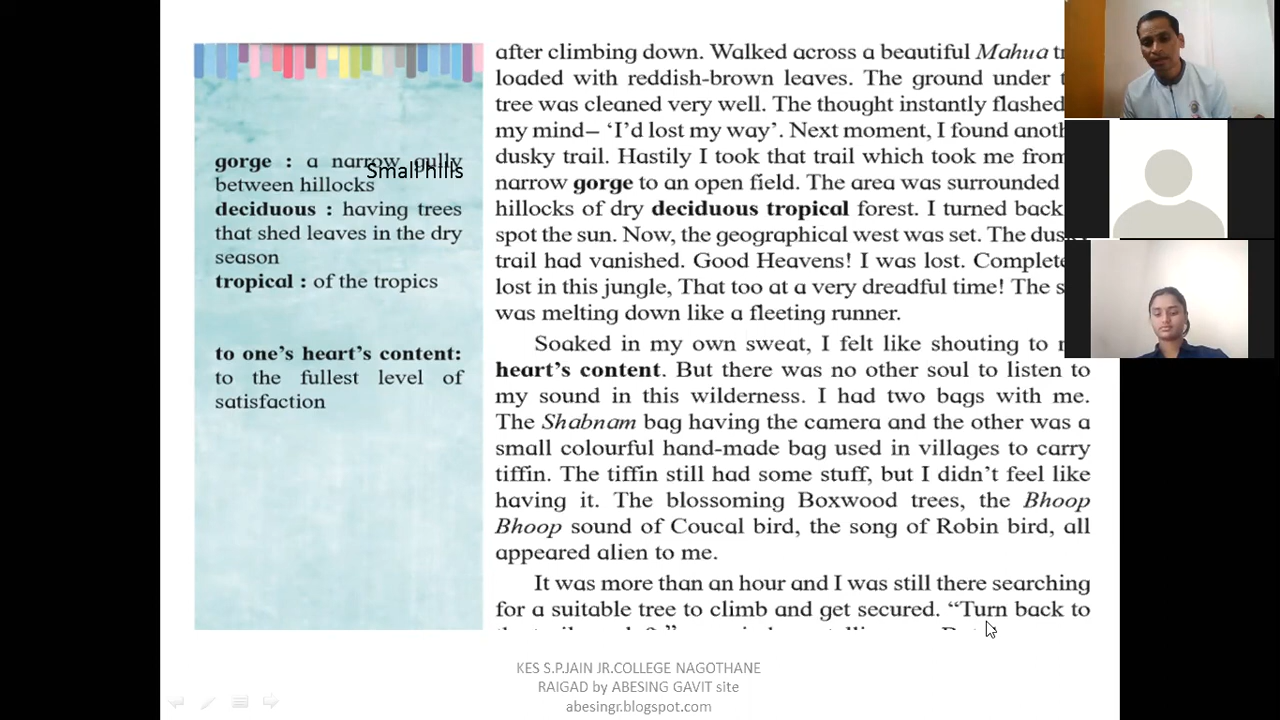 gorge : a narrow gully
Small hills
between hillocks
deciduous : having trees
that shed leaves in the dry
season
tropical : of the tropics
to one's heart's content:
to the fullest level of
satisfaction
after climbing down. Walked across a beautiful Mahua
loaded with reddish-brown leaves. The ground under
tree was cleaned very well. The thought instantly flashed
my mind– ‘I’d lost my way’. Next moment, I found
dusky trail. Hastily I took that trail which took me from
narrow gorge to an open field. The area was surrounded
hillocks of dry deciduous tropical forest. I turned back
spot the sun. Now, the geographical west was set. The
trail had vanished. Good Heavens! I was lost.
lost in this jungle, That too at a very dreadful time! The
was melting down like a fleeting runner.
Soaked in my own sweat, I felt like shouting to
heart’s content. But there was no other soul to listen to
my sound in this wilderness. I had two bags with me.
The Shabnam bag having the camera and the other was a
small colourful hand-made bag used in villages to carry
tiffin. The tiffin still had some stuff, but I didn’t feel like
having it. The blossoming Boxwood trees, the Bhoop
Bhoop sound of Coucal bird, the song of Robin bird, all
appeared alien to me.
It was more than an hour and I was still there searching
for a suitable tree to climb and get secured. “Turn back to
KES S.P.JAIN JR.COLLEGE NAGOTHANE
RAIGAD by ABESING GAVIT site
abesingr.blogspot.com